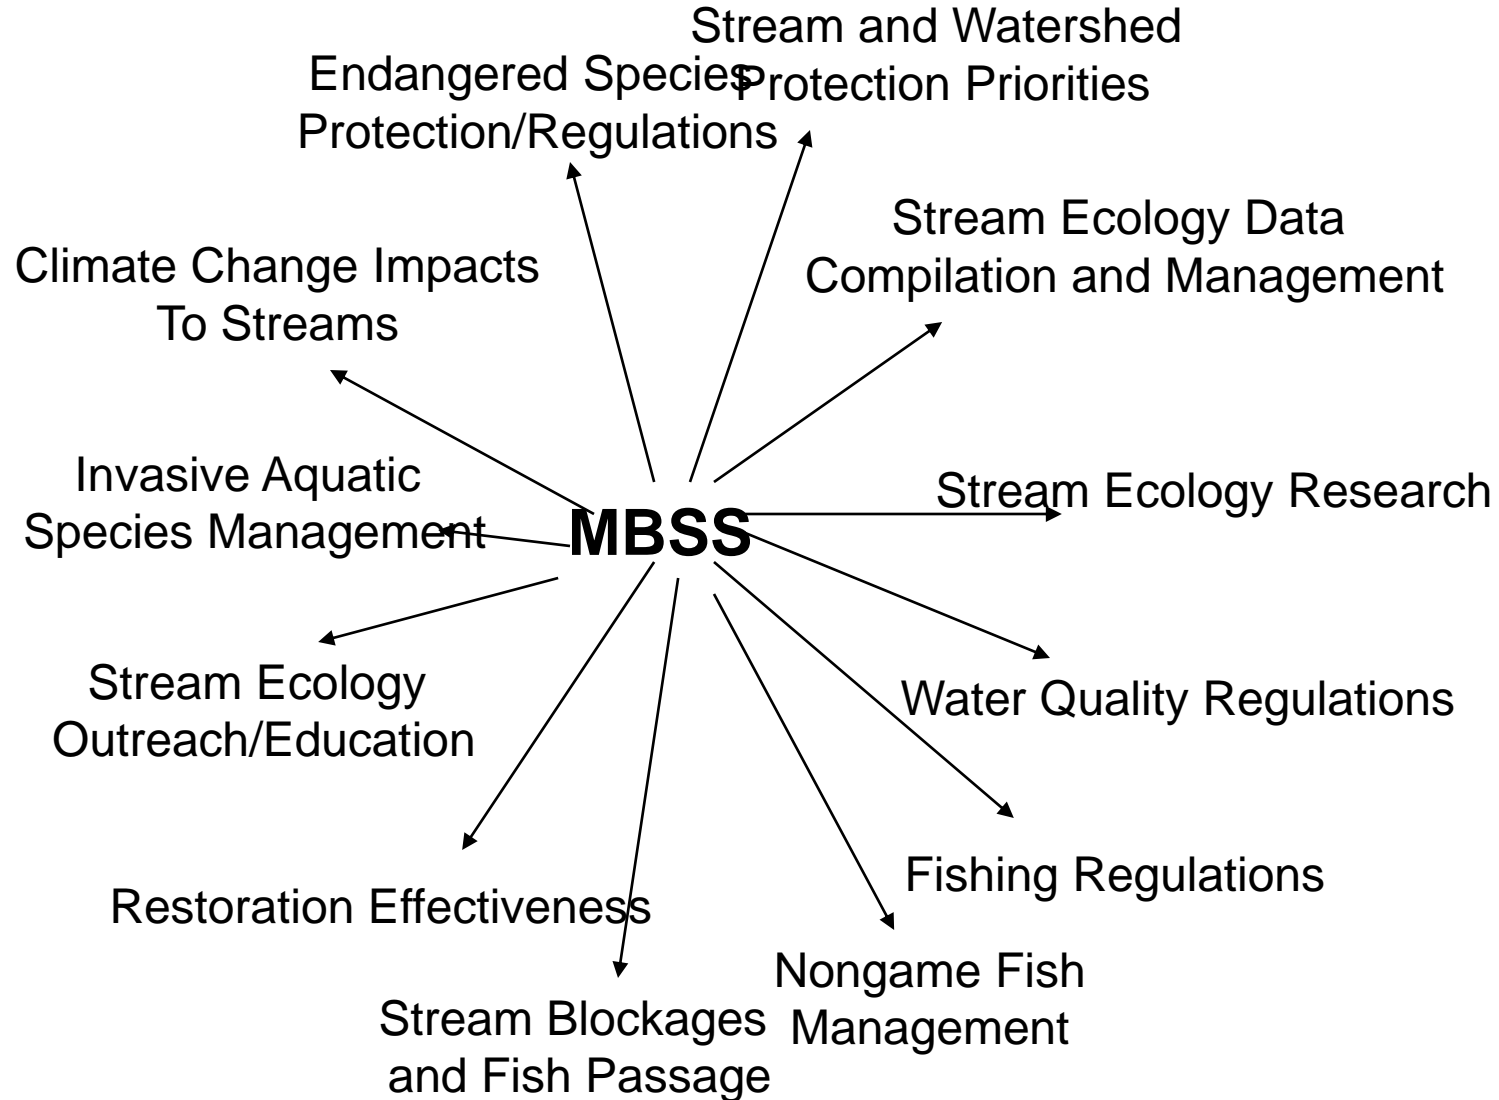 Stream and Watershed
Protection Priorities
Endangered Species
Protection/Regulations
Stream Ecology Data
Compilation and Management
Climate Change Impacts
To Streams
Invasive Aquatic
Species Management
Stream Ecology Research
MBSS
Stream Ecology
Outreach/Education
Water Quality Regulations
Fishing Regulations
Restoration Effectiveness
Nongame Fish
Management
Stream Blockages
and Fish Passage